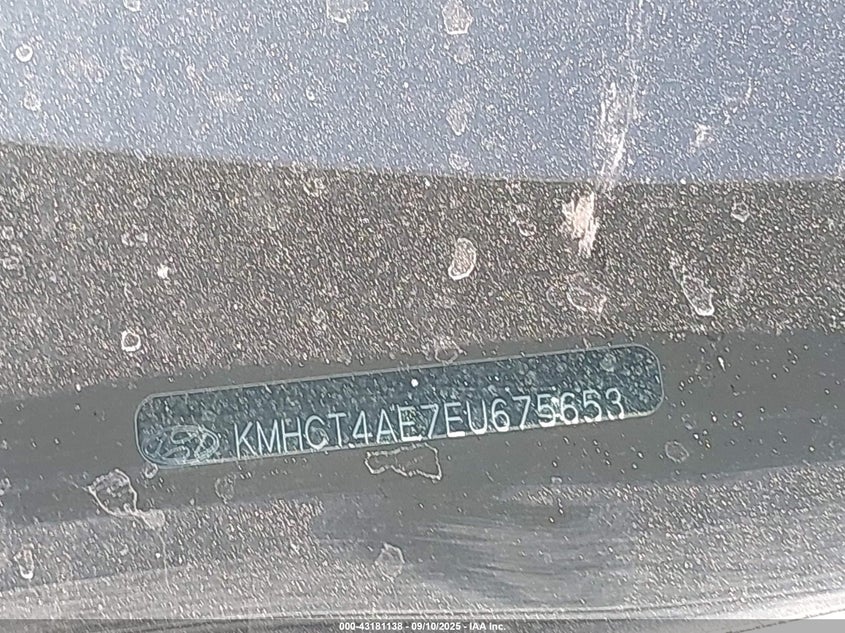 KMHCT4AE7EU675653
000-43181138 - 09/10/2025 - IAA Inc.